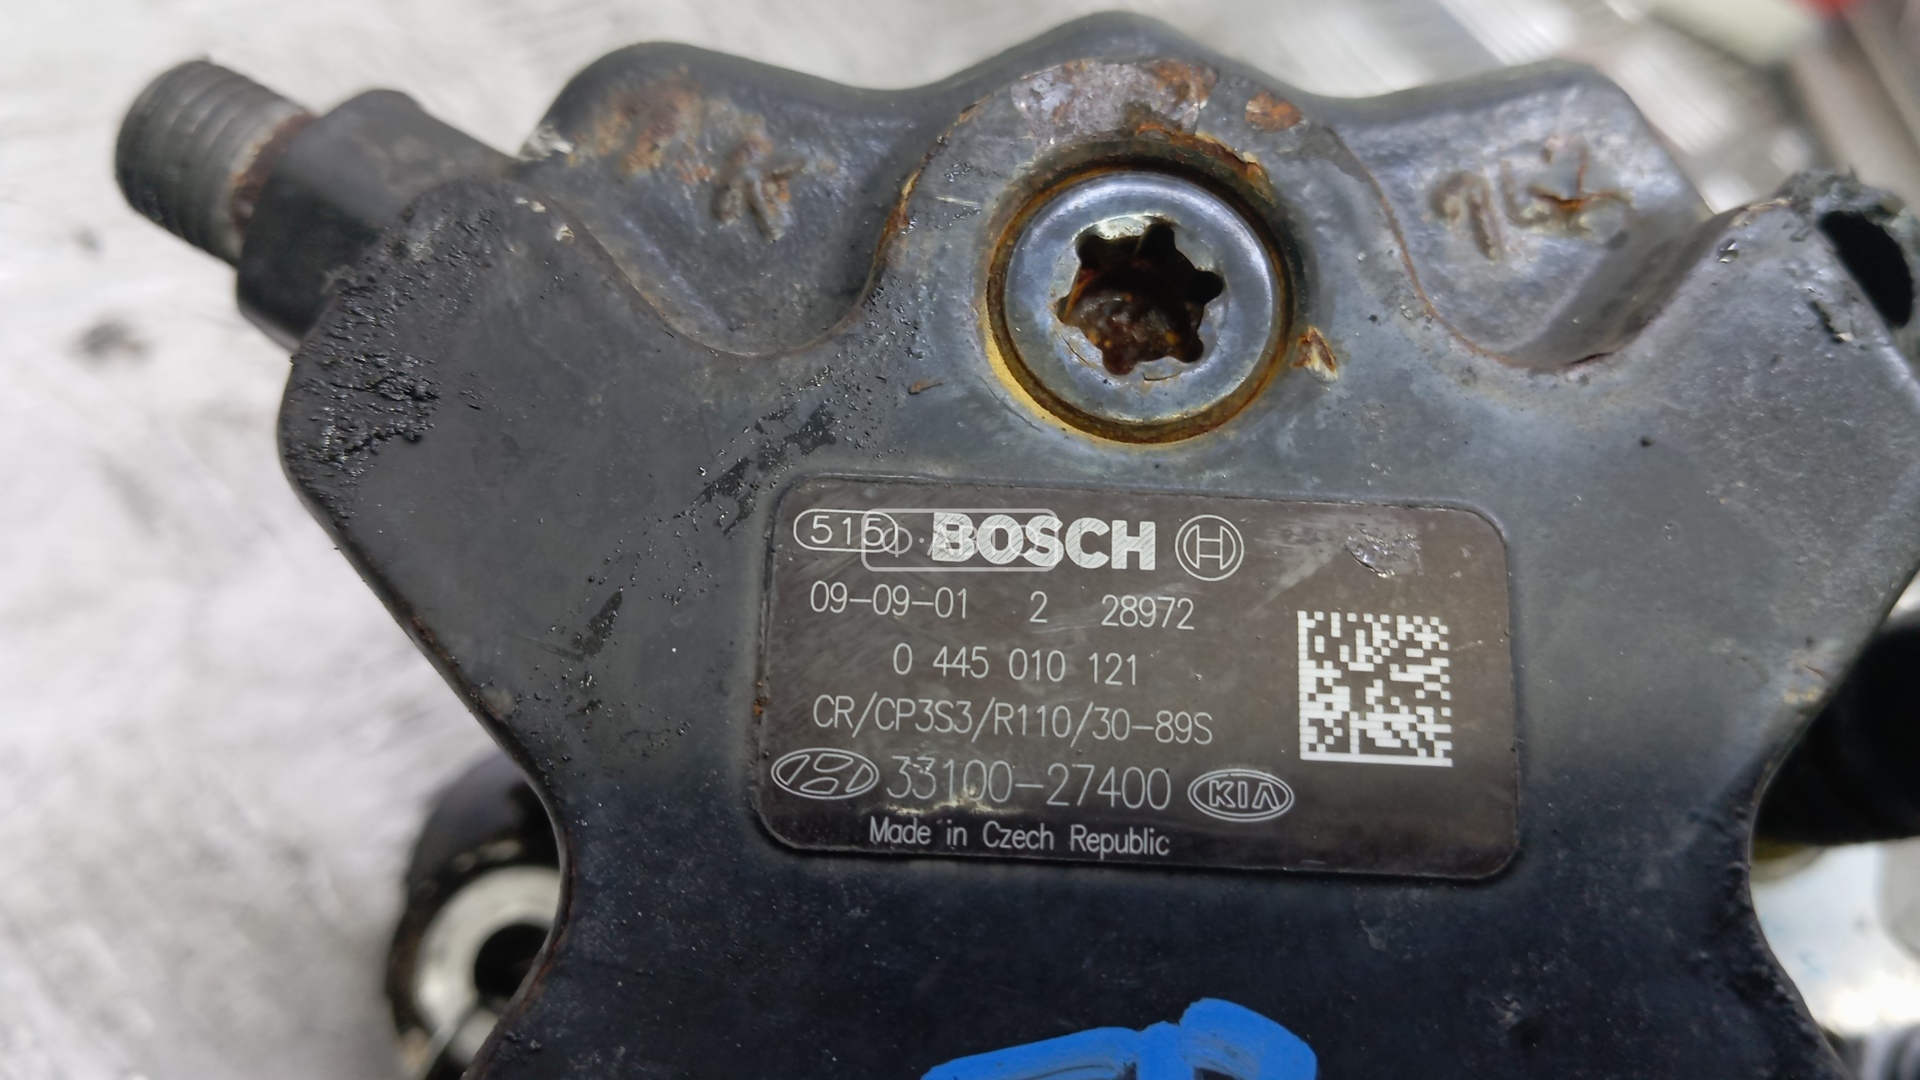 515 BOSCH
09-09-01 2 28972
0 445 010 121
CR/CP3S3/R110/30-89S
33100-27400 KIA
Made in Czech Republic